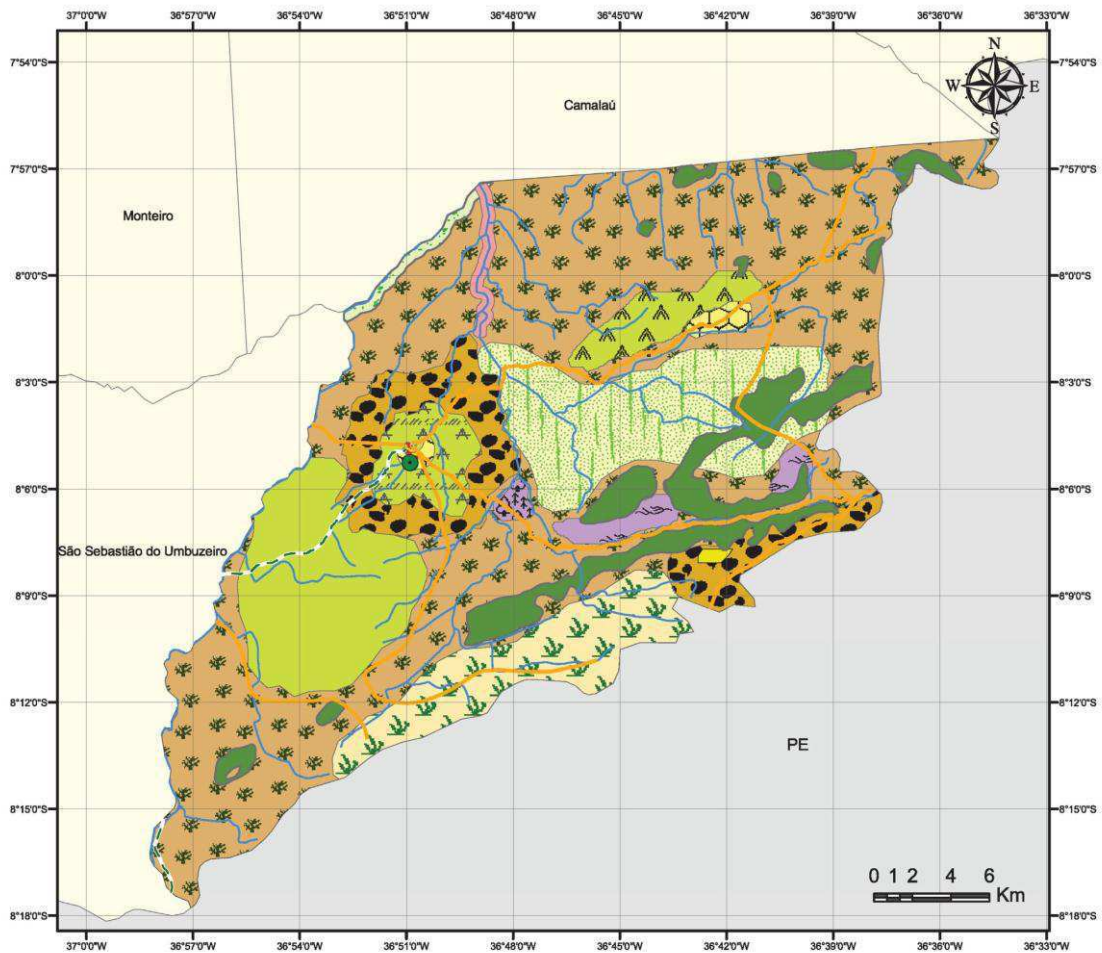 37°0'0"W 36°57'0"W 36°54'0"W 36°51'0"W 36°48'0"W 36°45'0"W 36°42'0"W 36°39'0"W 36°36'0"W 36°33'0"W
N
7°54'0"S 7°54'0"S
W E
Camalaú
S
7°57'0"S 7°57'0"S
Monteiro
8°0'0"S 8°0'0"S
8°3'0"S 8°3'0"S
8°6'0"S 8°6'0"S
São Sebastião do Umbuzeiro
8°9'0"S 8°9'0"S
8°12'0"S 8°12'0"S
PE
8°15'0"S 8°15'0"S
0 1 2 4 6
Km
8°18'0"S 8°18'0"S
37°0'0"W 36°57'0"W 36°54'0"W 36°51'0"W 36°48'0"W 36°45'0"W 36°42'0"W 36°39'0"W 36°36'0"W 36°33'0"W